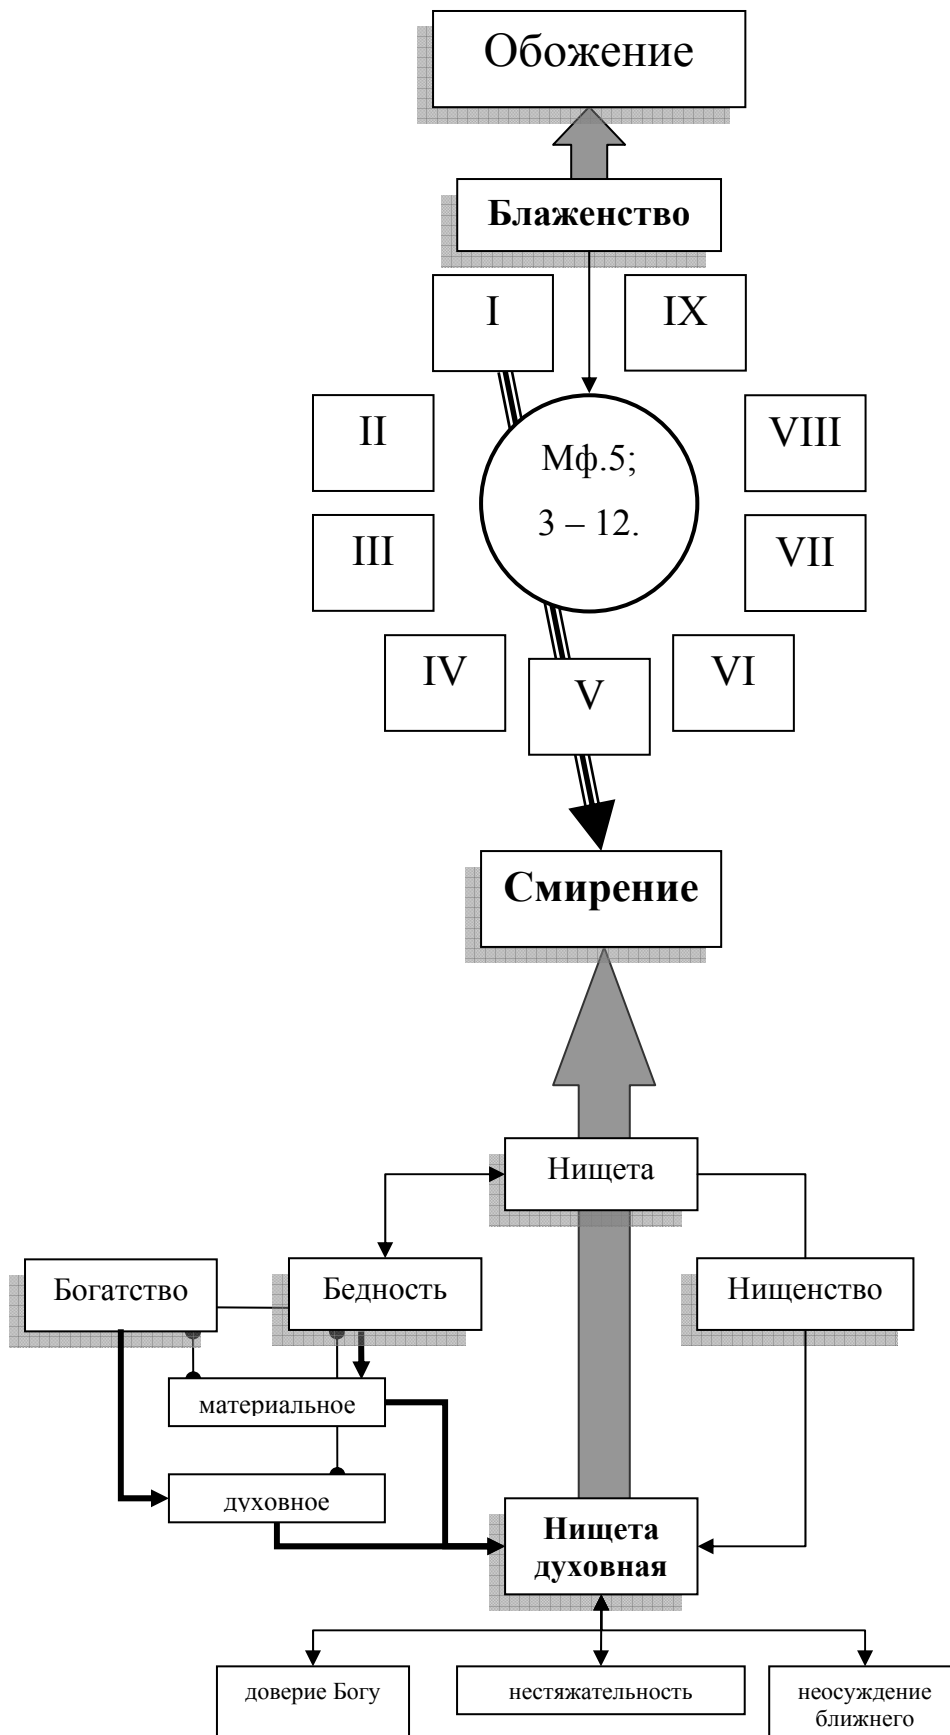 Обожение
Блаженство
I
IX
II
VIII
Мф.5;
3 – 12.
III
VII
IV
V
VI
Смирение
Нищета
Богатство
Бедность
Нищенство
материальное
духовное
Нищета
духовная
доверие Богу
нестяжательность
неосуждение
ближнего